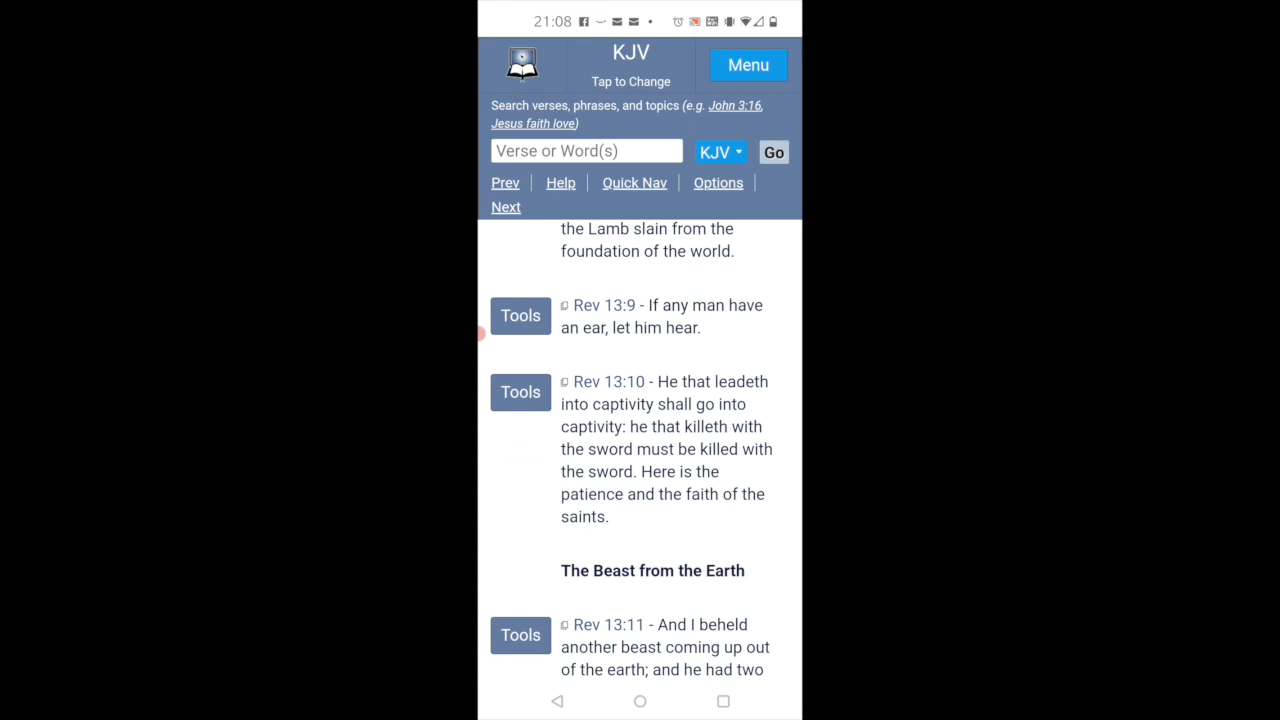 21:08
KJV
Tap to Change
Menu
Search verses, phrases, and topics (e.g. John 3:16,
Jesus faith love)
Verse or Word(s)
KJV
Go
Prev
Help
Quick Nav
Options
Next
the Lamb slain from the
foundation of the world.
Tools
Rev 13:9 - If any man have
an ear, let him hear.
Tools
Rev 13:10 - He that leadeth
into captivity shall go into
captivity: he that killeth with
the sword must be killed with
the sword. Here is the
patience and the faith of the
saints.
The Beast from the Earth
Tools
Rev 13:11 - And I beheld
another beast coming up out
of the earth; and he had two